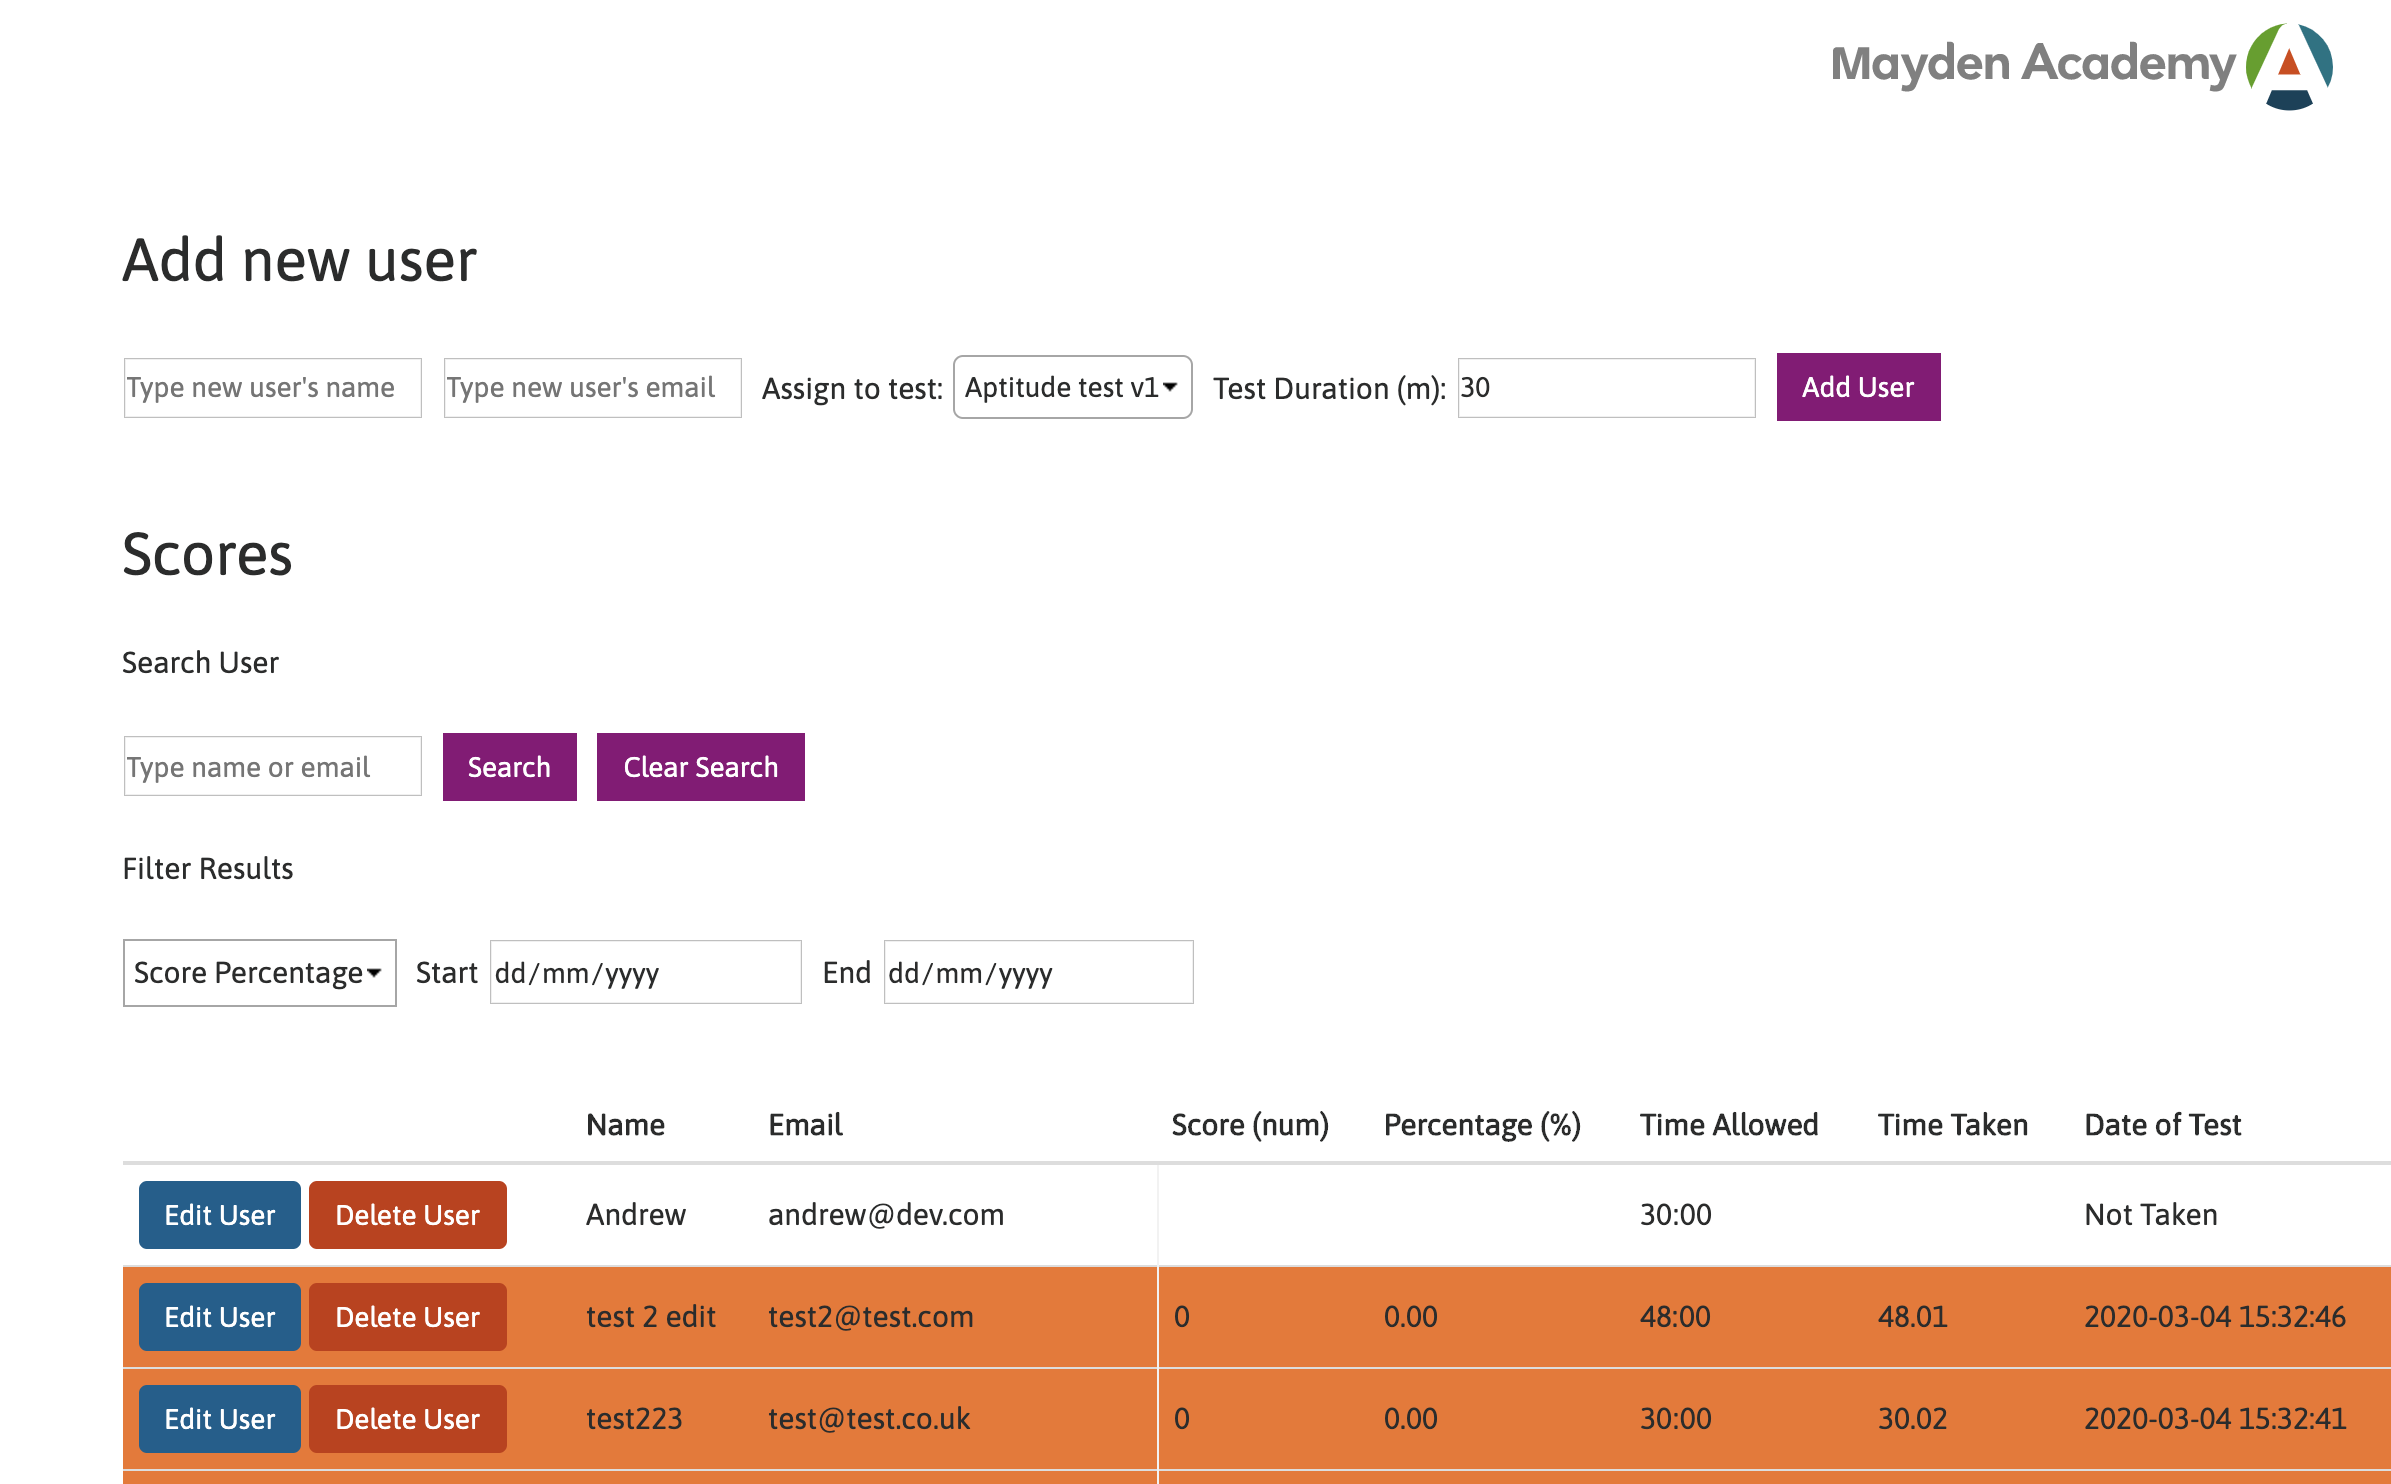 Mayden Academy
Add new user
Type new user's name Type new user's email Assign to test: Aptitude test v1 Test Duration (m): 30 Add User
Scores
Search User
Type name or email Search Clear Search
Filter Results
Score Percentage Start dd/mm/yyyy End dd/mm/yyyy
Name Email Score (num) Percentage (%) Time Allowed Time Taken Date of Test
Edit User Delete User Andrew andrew@dev.com 30:00 Not Taken
Edit User Delete User test 2 edit test2@test.com 0 0.00 48:00 48.01 2020-03-04 15:32:46
Edit User Delete User test223 test@test.co.uk 0 0.00 30:00 30.02 2020-03-04 15:32:41